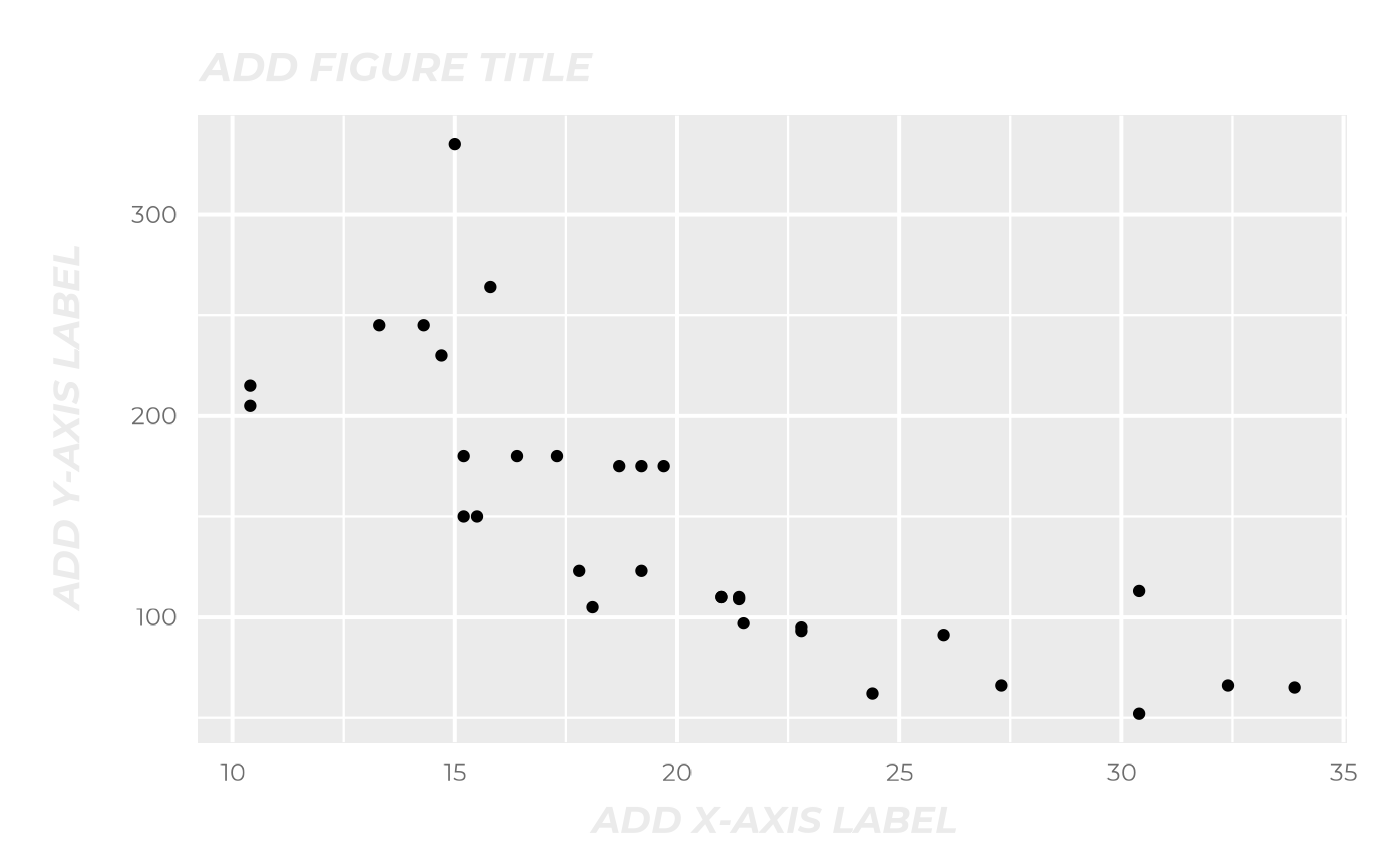 ADD FIGURE TITLE
ADD Y-AXIS LABEL
300
200
100
10 15 20 25 30 35
ADD X-AXIS LABEL